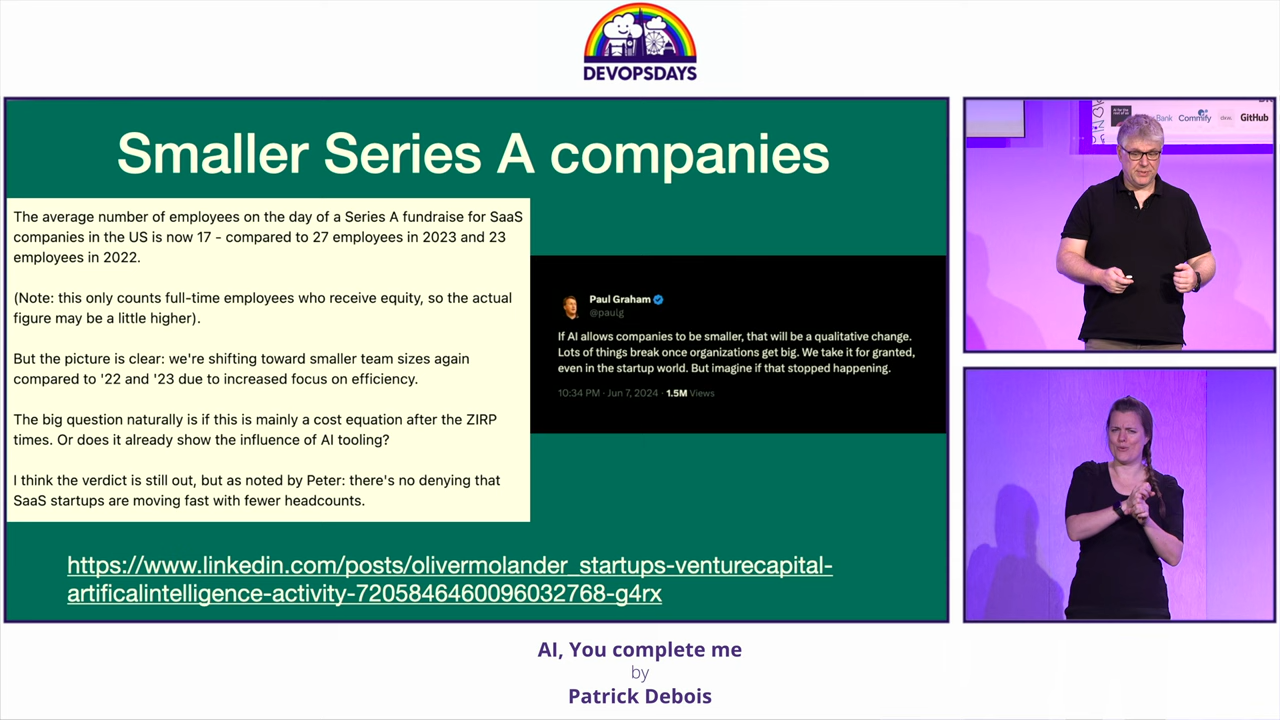 DEVOPSDAYS
Smaller Series A companies
The average number of employees on the day of a Series A fundraise for SaaS
companies in the US is now 17 - compared to 27 employees in 2023 and 23
employees in 2022.
(Note: this only counts full-time employees who receive equity, so the actual
figure may be a little higher).
But the picture is clear: we're shifting toward smaller team sizes again
compared to '22 and '23 due to increased focus on efficiency.
The big question naturally is if this is mainly a cost equation after the ZIRP
times. Or does it already show the influence of AI tooling?
I think the verdict is still out, but as noted by Peter: there's no denying that
SaaS startups are moving fast with fewer headcounts.
Paul Graham
@paulg
If AI allows companies to be smaller, that will be a qualitative change.
Lots of things break once organizations get big. We take it for granted,
even in the startup world. But imagine if that stopped happening.
10:34 PM · Jun 7, 2024 · 1.5M Views
https://www.linkedin.com/posts/olivermolander_startups-venturecapital-
artificalintelligence-activity-7205846460096032768-g4rx
Commify
GitHub
AI, You complete me
by
Patrick Debois